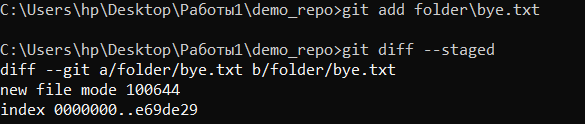 C:\Users\hp\Desktop\Работы1\demo_repo>git add folder\bye.txt
C:\Users\hp\Desktop\Работы1\demo_repo>git diff --staged
diff --git a/folder/bye.txt b/folder/bye.txt
new file mode 100644
index 0000000..e69de29